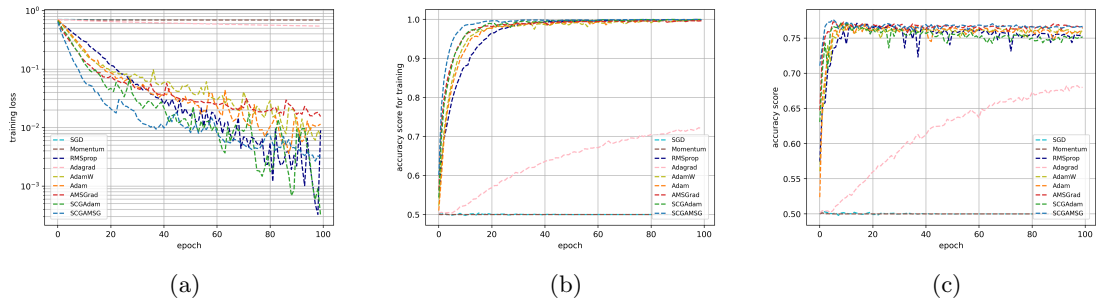 10⁰
10⁻¹
10⁻²
10⁻³
training loss
SGD
Momentum
RMSprop
Adagrad
AdamW
Adam
AMSGrad
SCGAdam
SCGAMSG
0 20 40 60 80 100
epoch
(a)
1.0
0.9
0.8
0.7
0.6
0.5
accuracy score for training
SGD
Momentum
RMSprop
Adagrad
AdamW
Adam
AMSGrad
SCGAdam
SCGAMSG
0 20 40 60 80 100
epoch
(b)
0.75
0.70
0.65
0.60
0.55
0.50
accuracy score
SGD
Momentum
RMSprop
Adagrad
AdamW
Adam
AMSGrad
SCGAdam
SCGAMSG
0 20 40 60 80 100
epoch
(c)